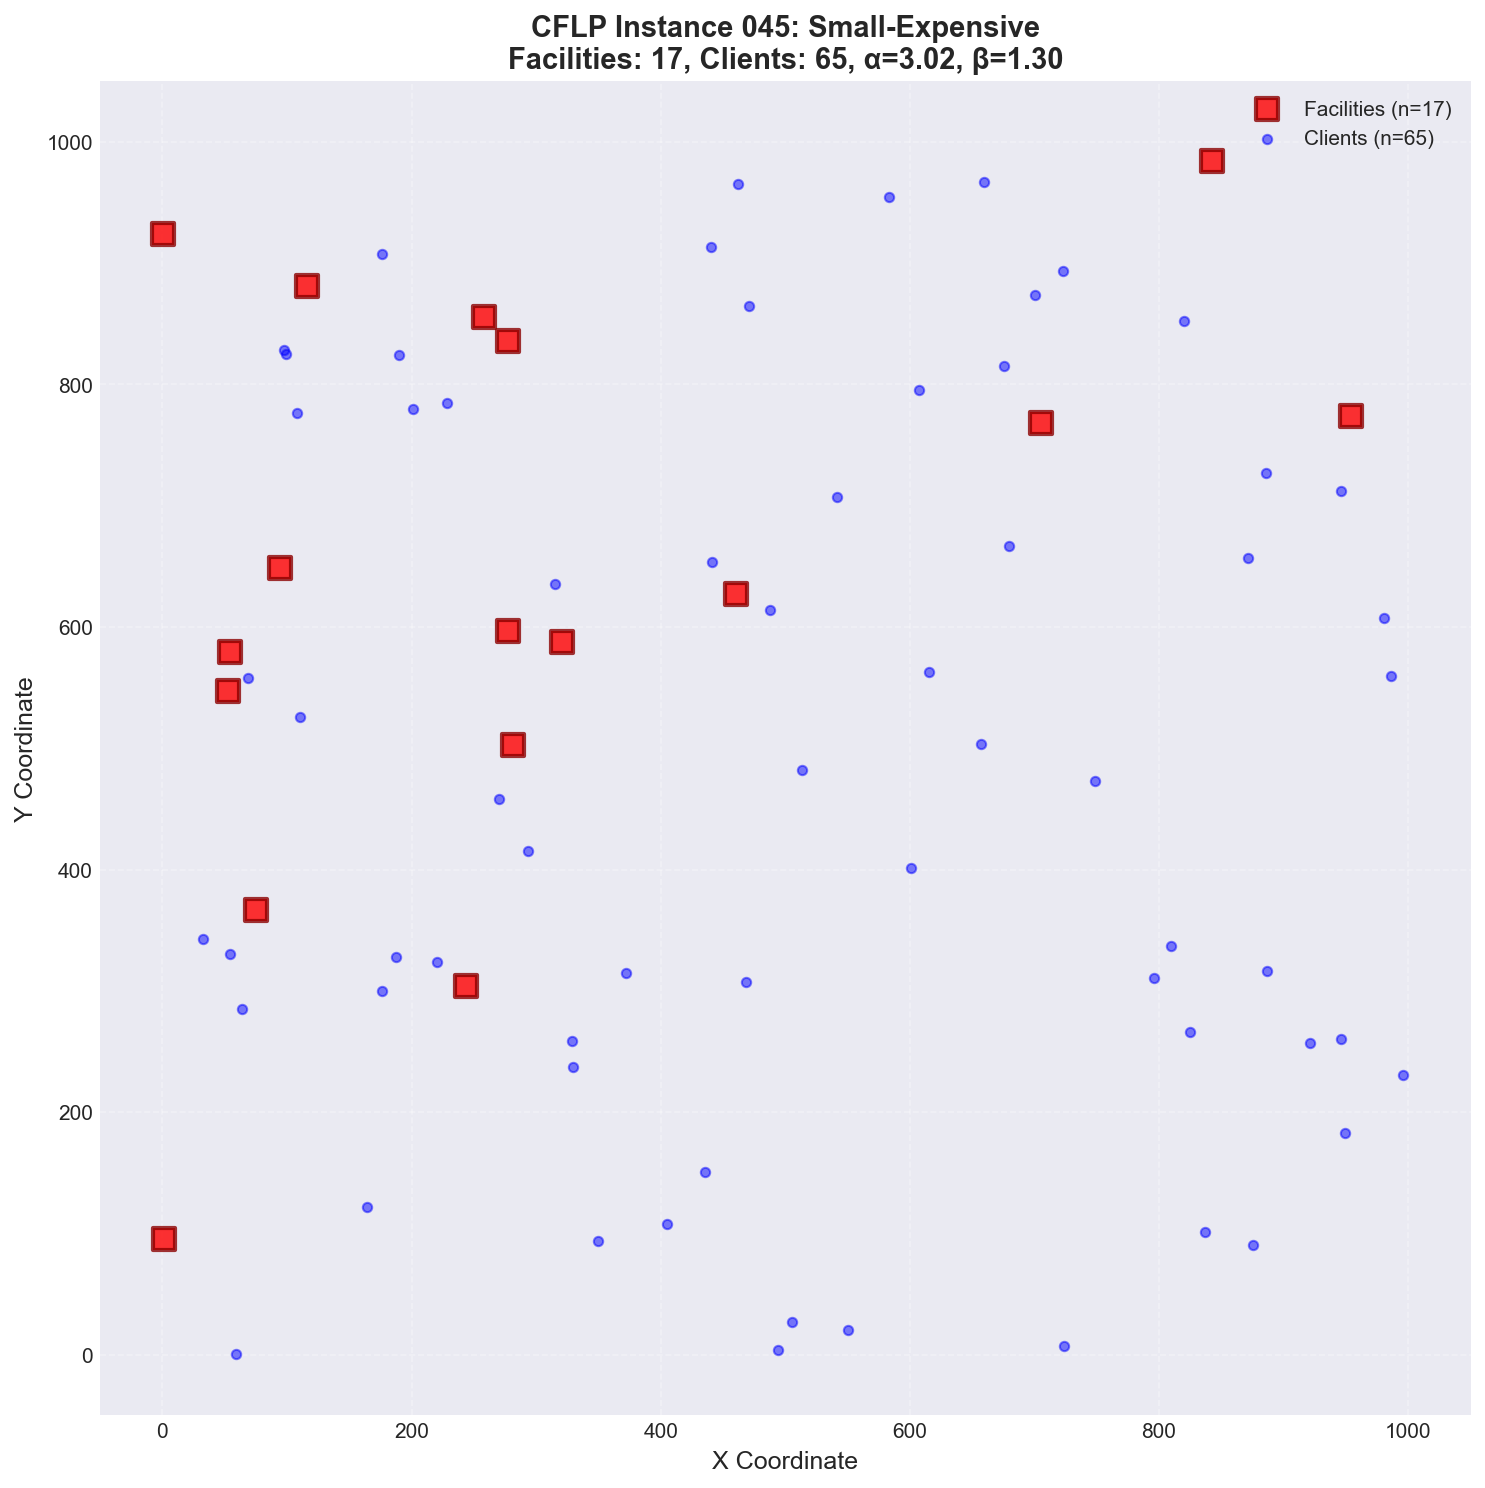 CFLP Instance 045: Small-Expensive
Facilities: 17, Clients: 65, α=3.02, β=1.30
Facilities (n=17)
Clients (n=65)
1000
800
600
400
200
0
Y Coordinate
0 200 400 600 800 1000
X Coordinate